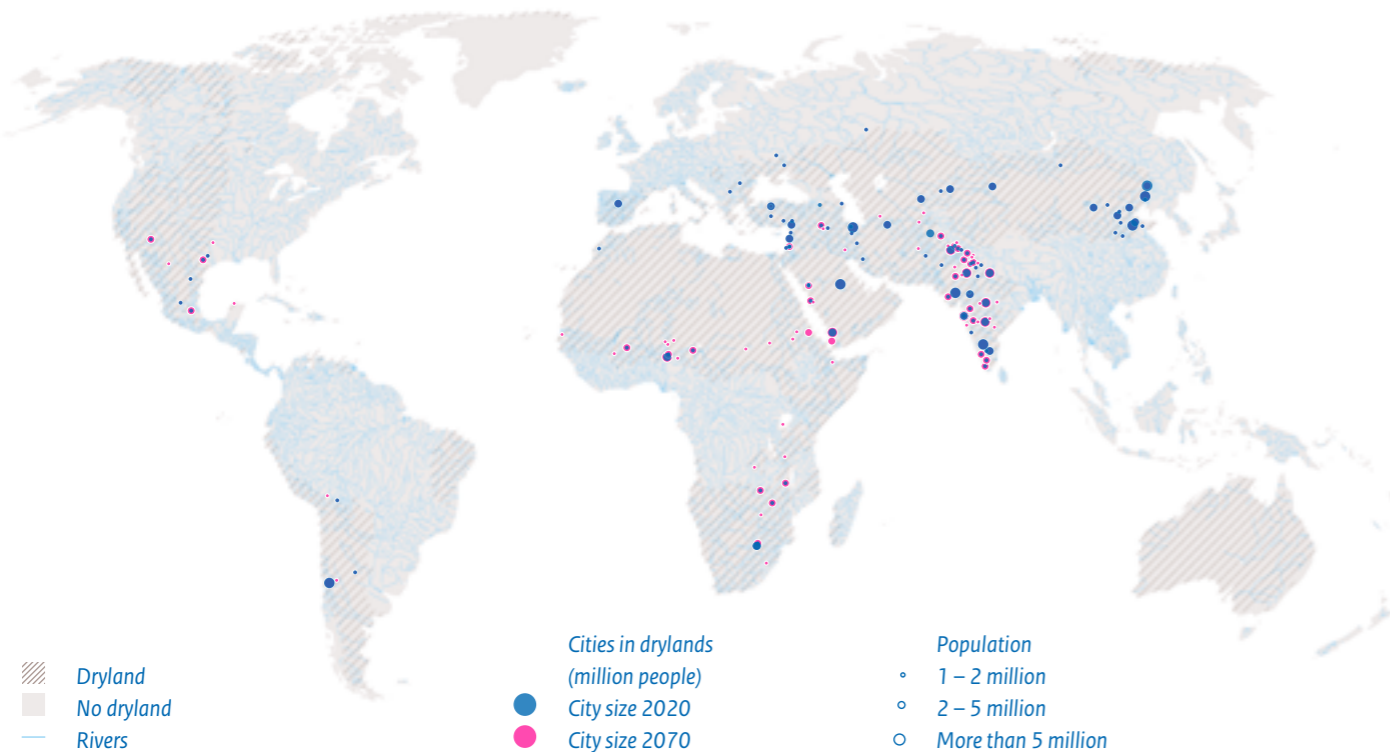 Dryland
No dryland
Rivers
Cities in drylands
(million people)
City size 2020
City size 2070
Population
1 – 2 million
2 – 5 million
More than 5 million